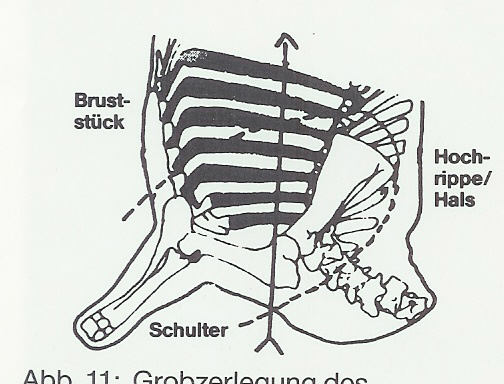 Brust-
stück
Hoch-
rippe/
Hals
Schulter
Abb. 11: Grobzerlegung des